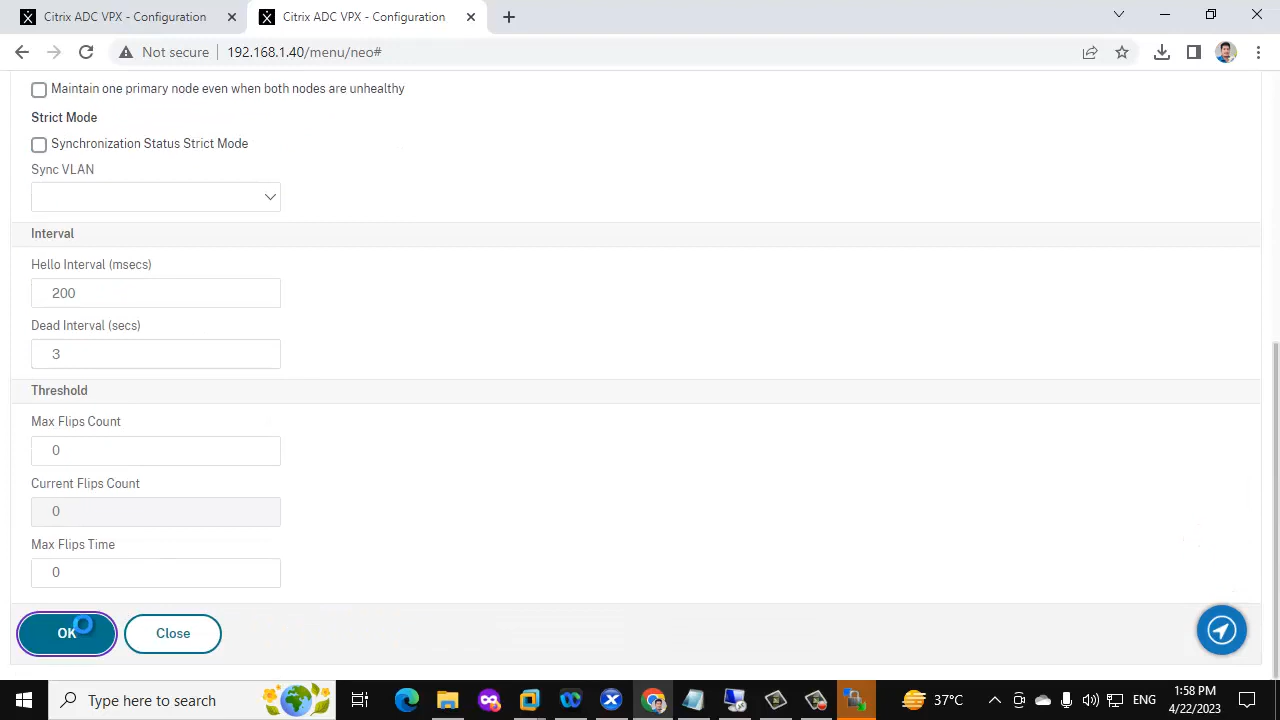 Citrix ADC VPX - Configuration
Citrix ADC VPX - Configuration
Not secure
192.168.1.40/menu/neo#
Maintain one primary node even when both nodes are unhealthy
Strict Mode
Synchronization Status Strict Mode
Sync VLAN
Interval
Hello Interval (msecs)
200
Dead Interval (secs)
3
Threshold
Max Flips Count
0
Current Flips Count
0
Max Flips Time
0
OK
Close
Type here to search
37°C
ENG
1:58 PM
4/22/2023